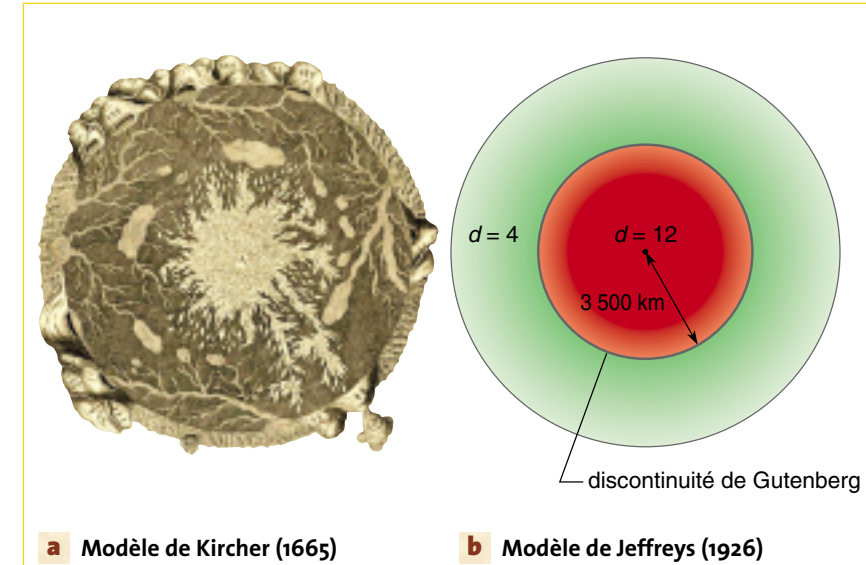 d = 4
d = 12
3 500 km
discontinuité de Gutenberg
a Modèle de Kircher (1665)
b Modèle de Jeffreys (1926)